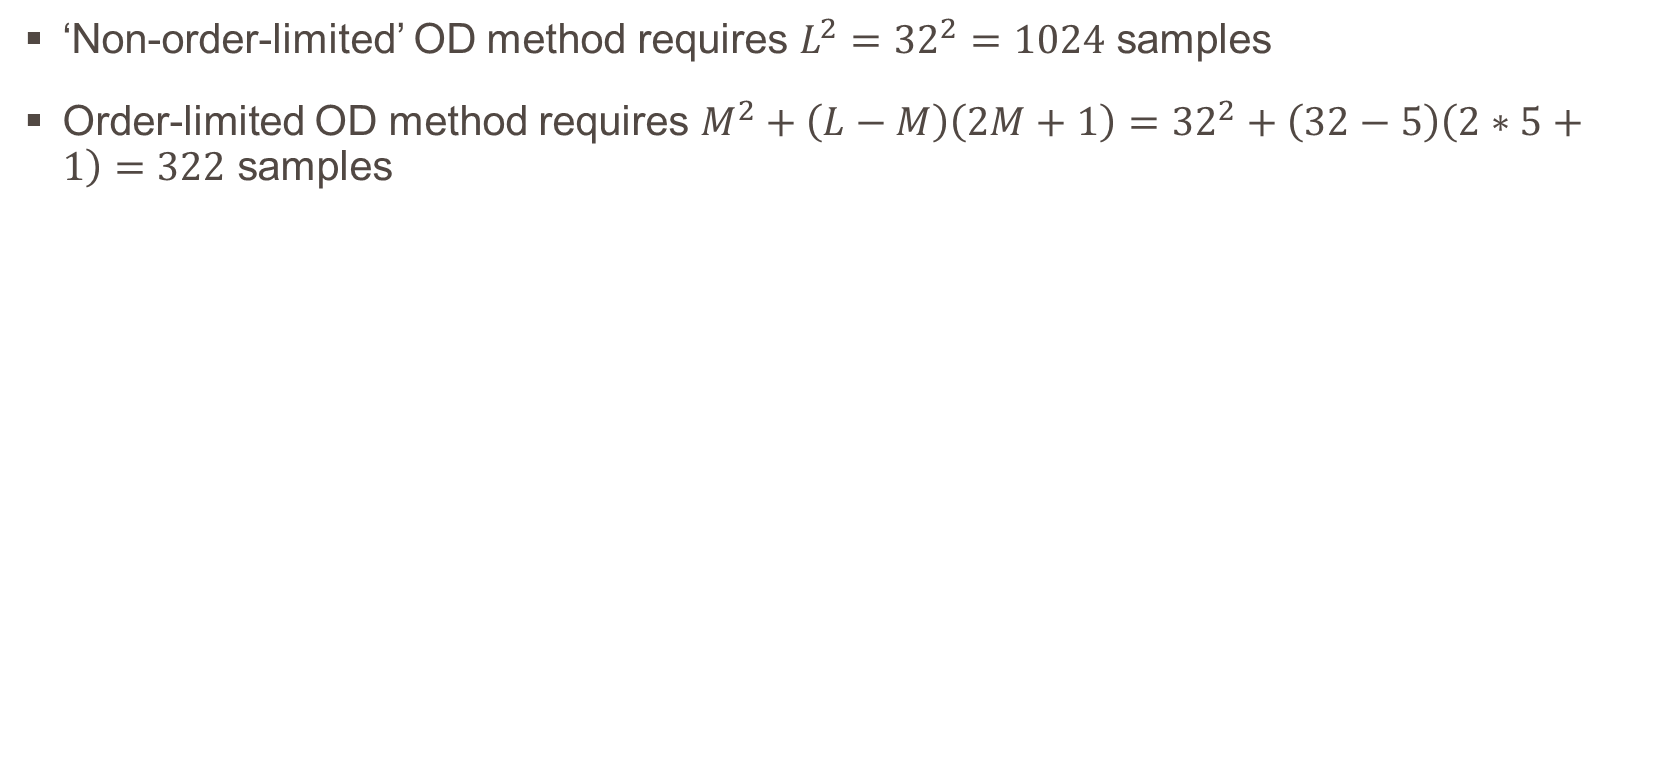 ▪ ‘Non-order-limited’ OD method requires 𝐿² = 32² = 1024 samples
▪ Order-limited OD method requires 𝑀² + (𝐿 − 𝑀)(2𝑀 + 1) = 32² + (32 − 5)(2 ∗ 5 +
1) = 322 samples